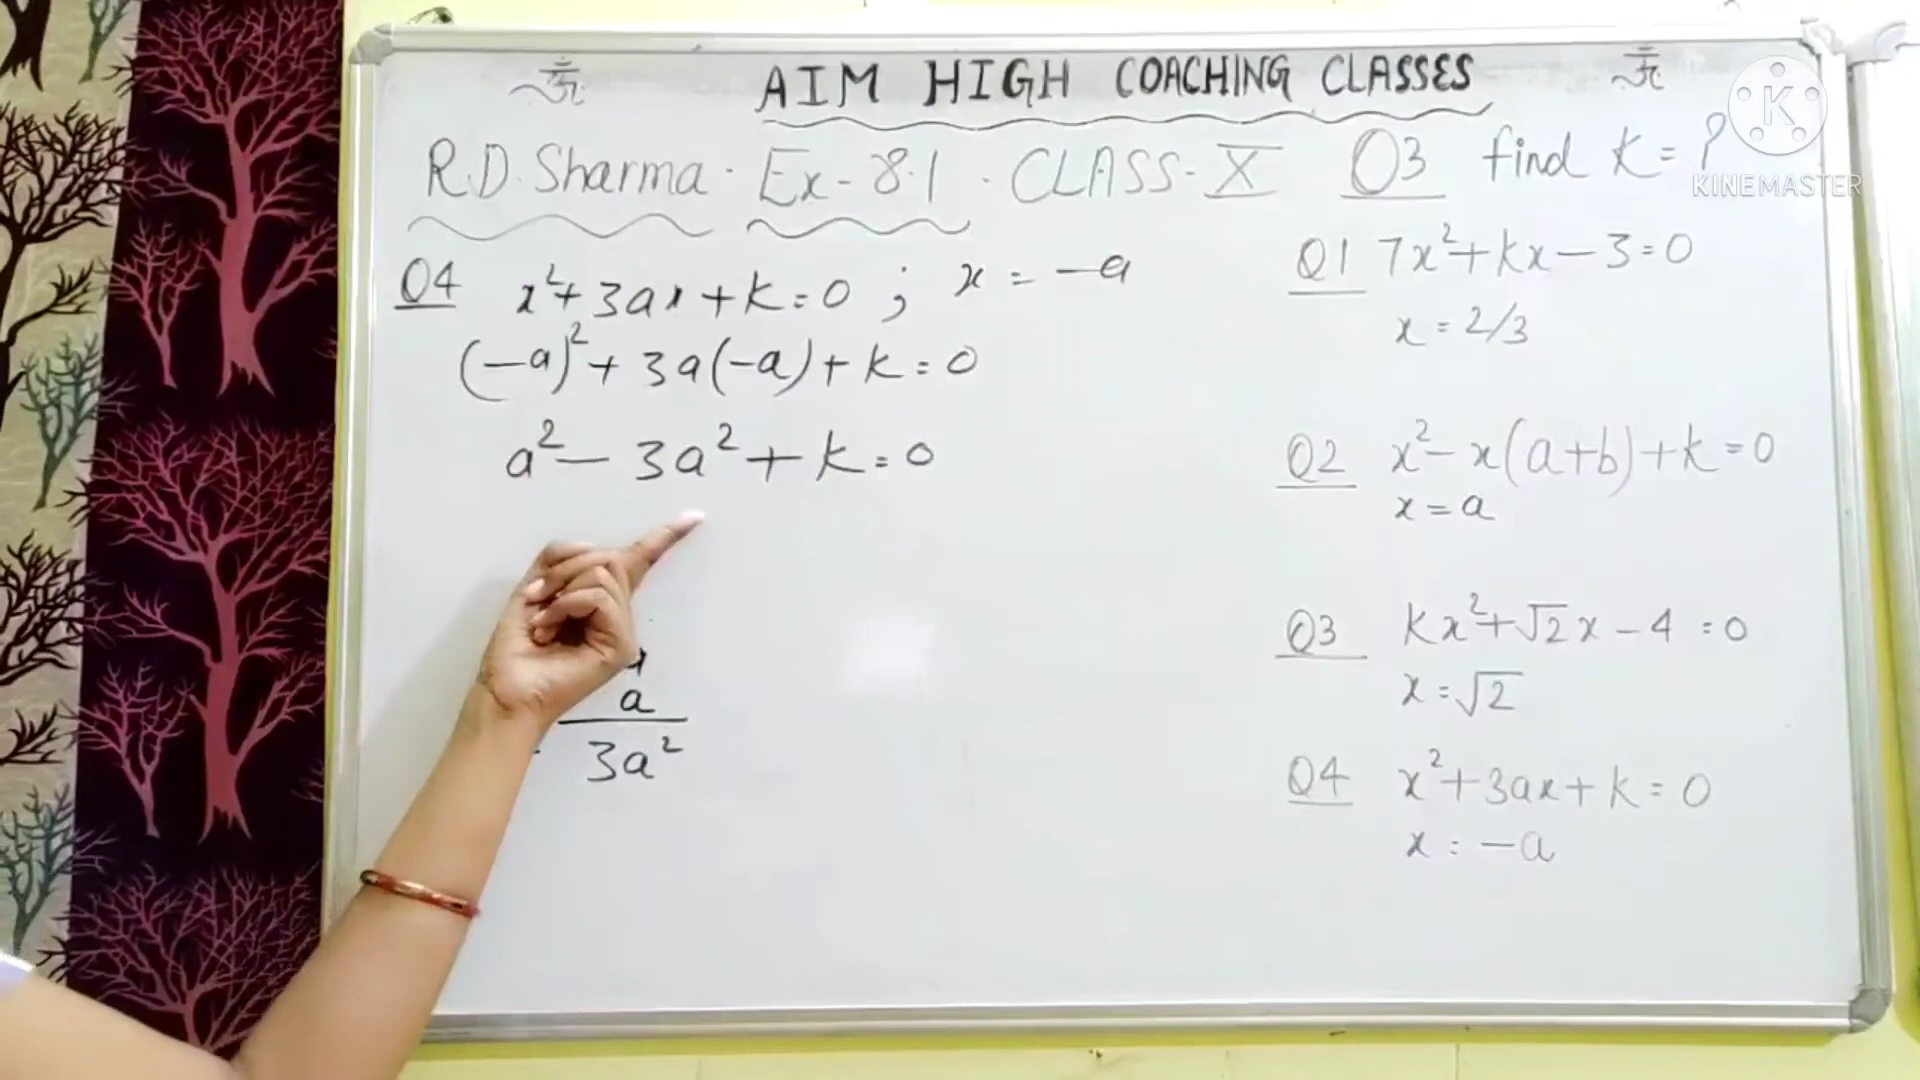 ॐ AIM HIGH COACHING CLASSES ॐ
R.D. Sharma. Ex-8.1. CLASS-X Q3 find K=?
K
KINEMASTER
Q4 x²+3ax+k=0 ; x = -a
(-a)²+ 3a(-a)+k=0
a²- 3a²+k=0
a
3a²
Q1 7x²+kx-3=0
x = 2/3
Q2 x²-x(a+b)+k=0
x=a
Q3 Kx²+√2x-4=0
x=√2
Q4 x²+3ax+k=0
x = -a